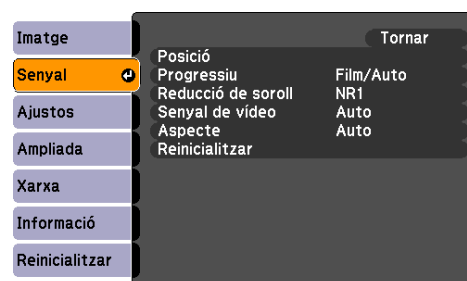 Imatge
Senyal
Ajustos
Ampliada
Xarxa
Informació
Reinicialitzar
Tornar
Posició
Progressiu Film/Auto
Reducció de soroll NR1
Senyal de vídeo Auto
Aspecte Auto
Reinicialitzar